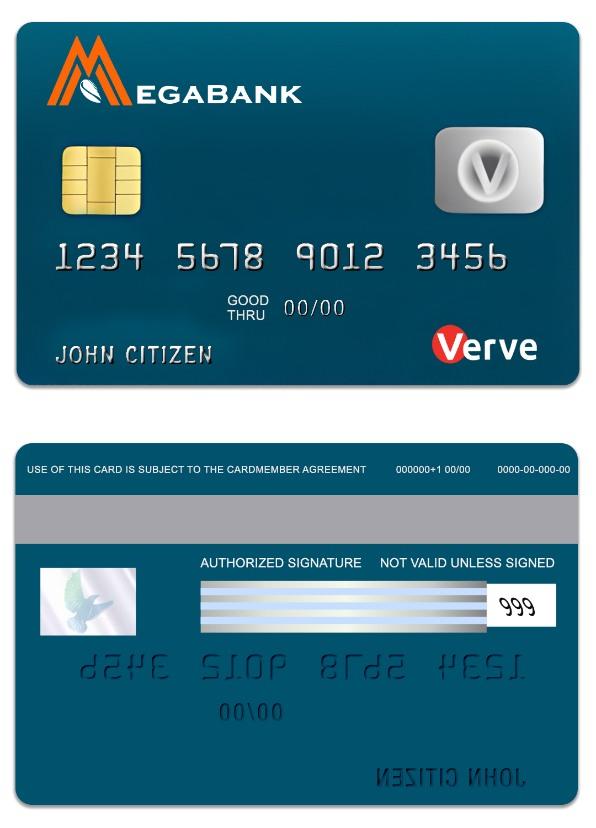 MEGABANK
V
1234 5678 9012 3456
GOOD THRU 00/00
JOHN CITIZEN
Verve
USE OF THIS CARD IS SUBJECT TO THE CARDMEMBER AGREEMENT 000000+1 00/00 0000-00-000-00
AUTHORIZED SIGNATURE NOT VALID UNLESS SIGNED
999
1234 5678 9012 3456
00/00
JOHN CITIZEN